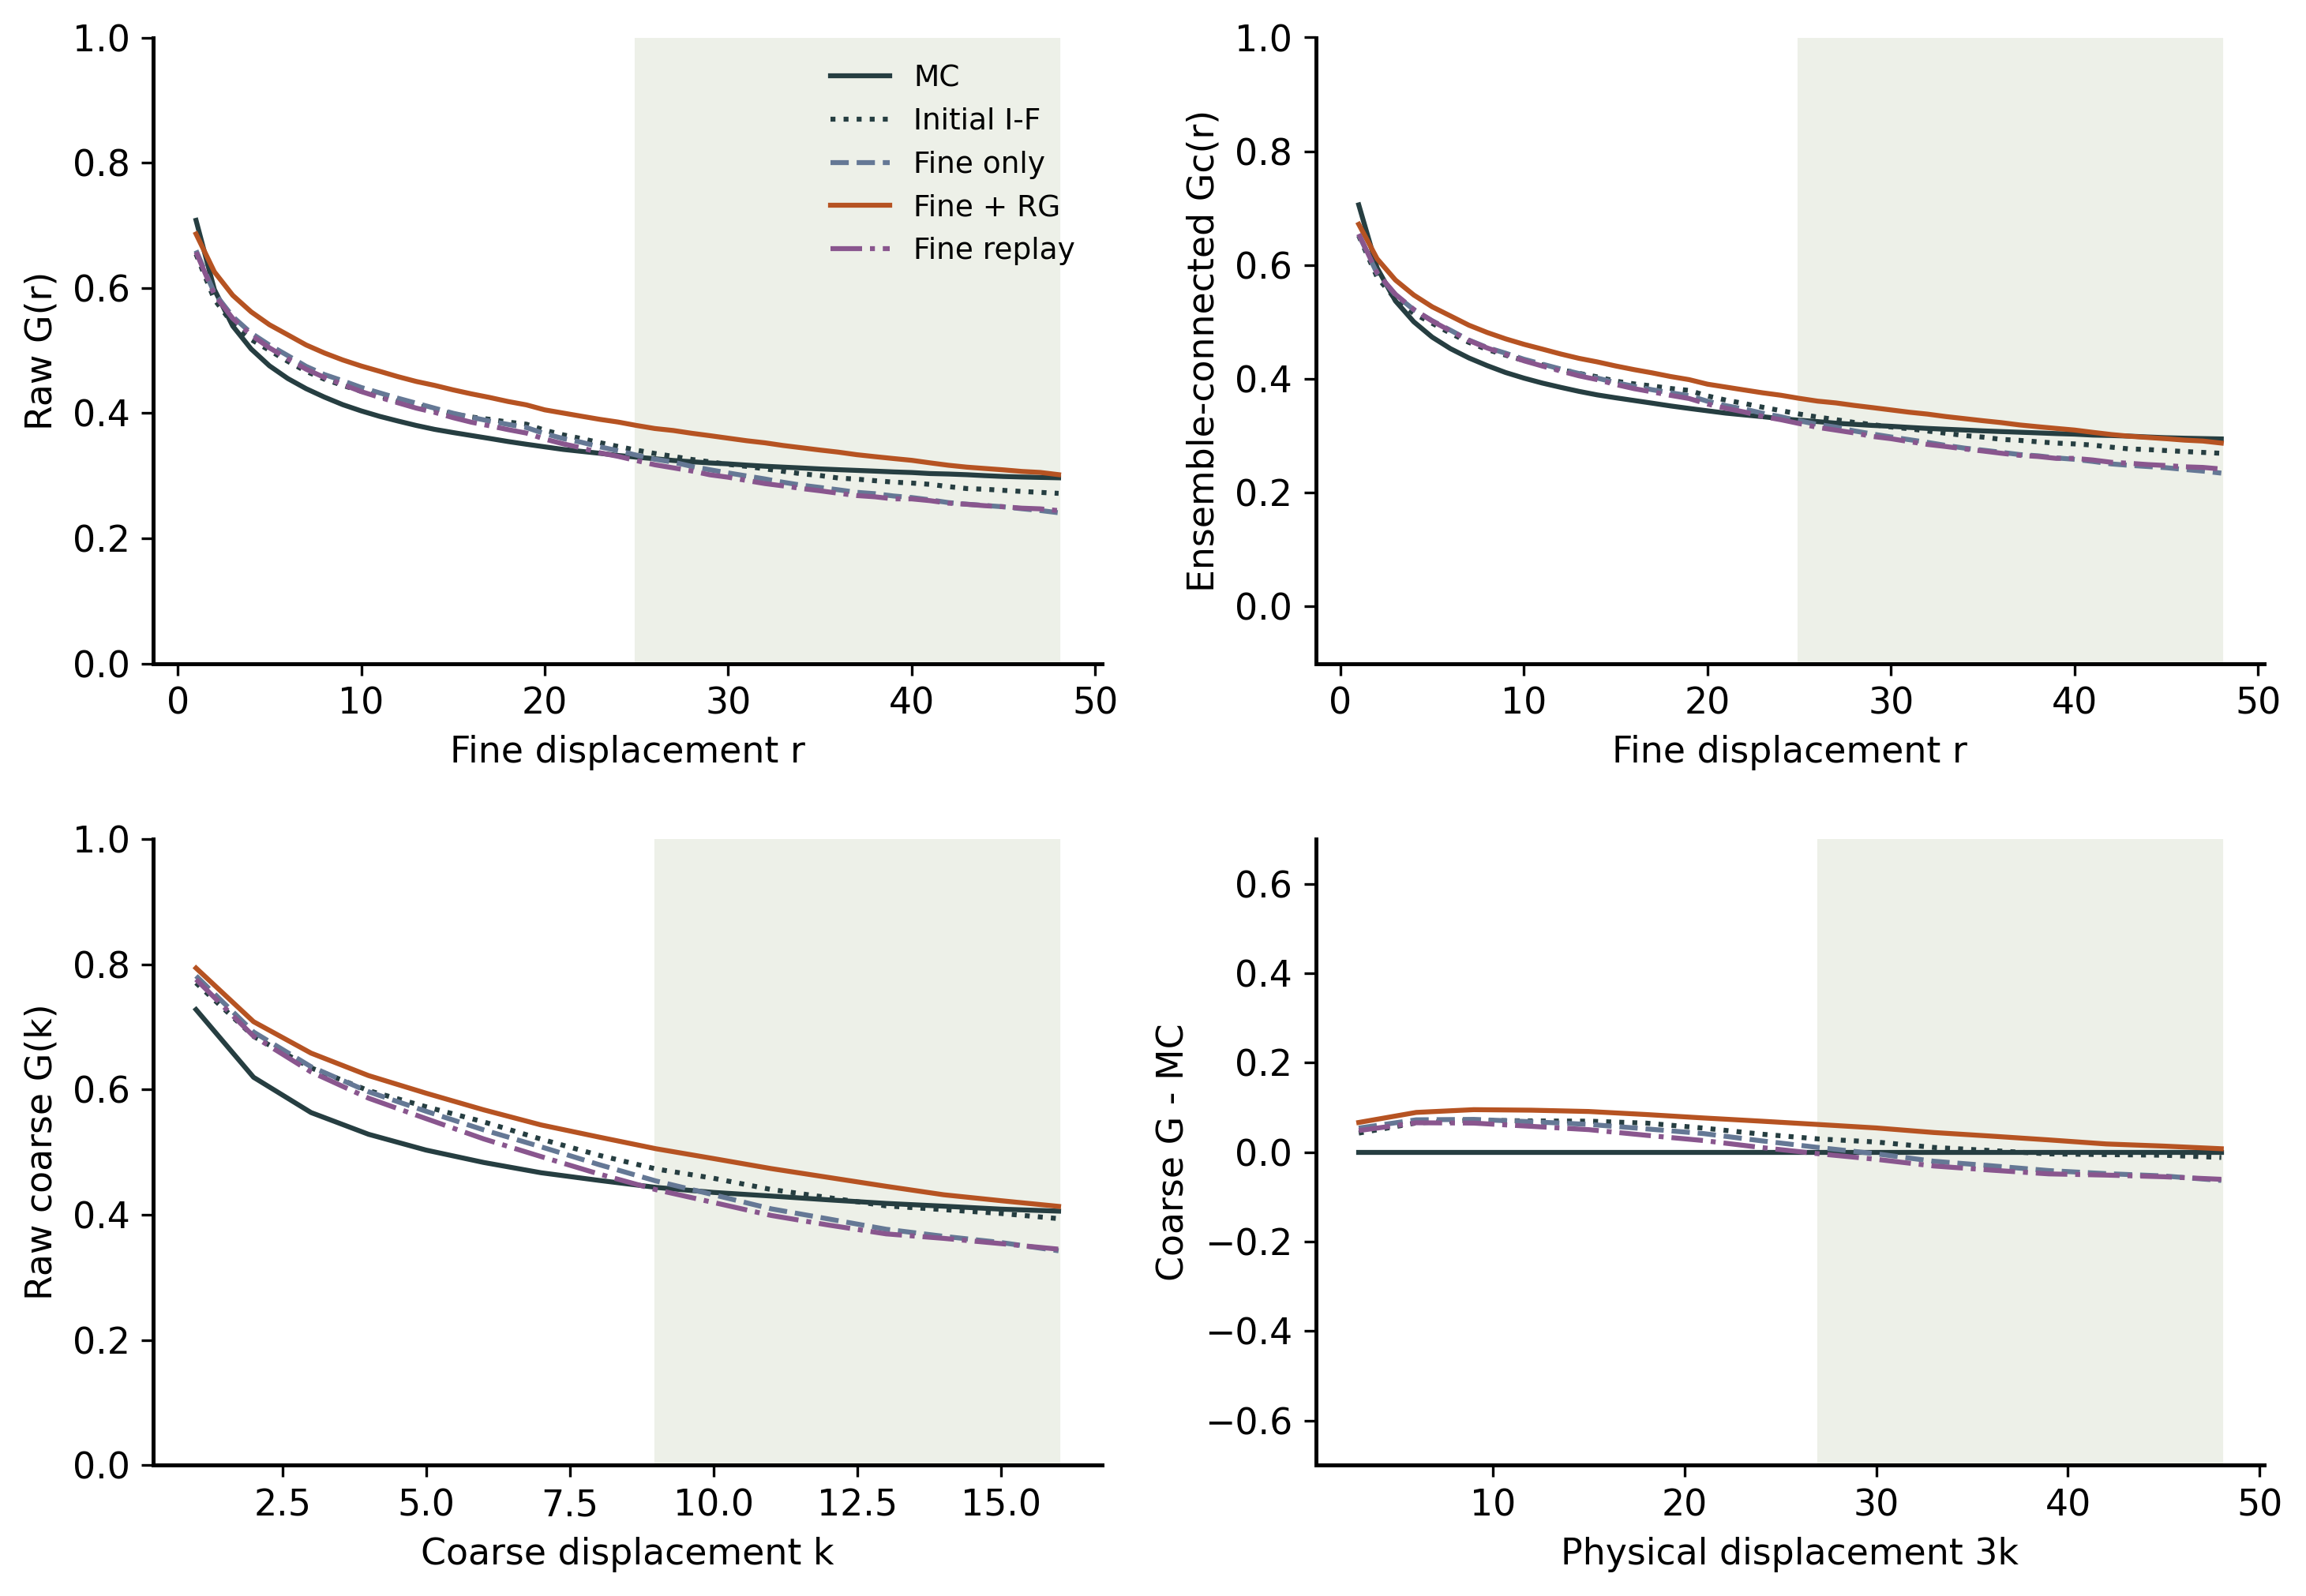 1.0
0.8
0.6
0.4
0.2
0.0
Raw G(r)
MC
Initial I-F
Fine only
Fine + RG
Fine replay
0 10 20 30 40 50
Fine displacement r
1.0
0.8
0.6
0.4
0.2
0.0
Ensemble-connected Gc(r)
0 10 20 30 40 50
Fine displacement r
1.0
0.8
0.6
0.4
0.2
0.0
Raw coarse G(k)
2.5 5.0 7.5 10.0 12.5 15.0
Coarse displacement k
0.6
0.4
0.2
0.0
−0.2
−0.4
−0.6
Coarse G - MC
10 20 30 40 50
Physical displacement 3k